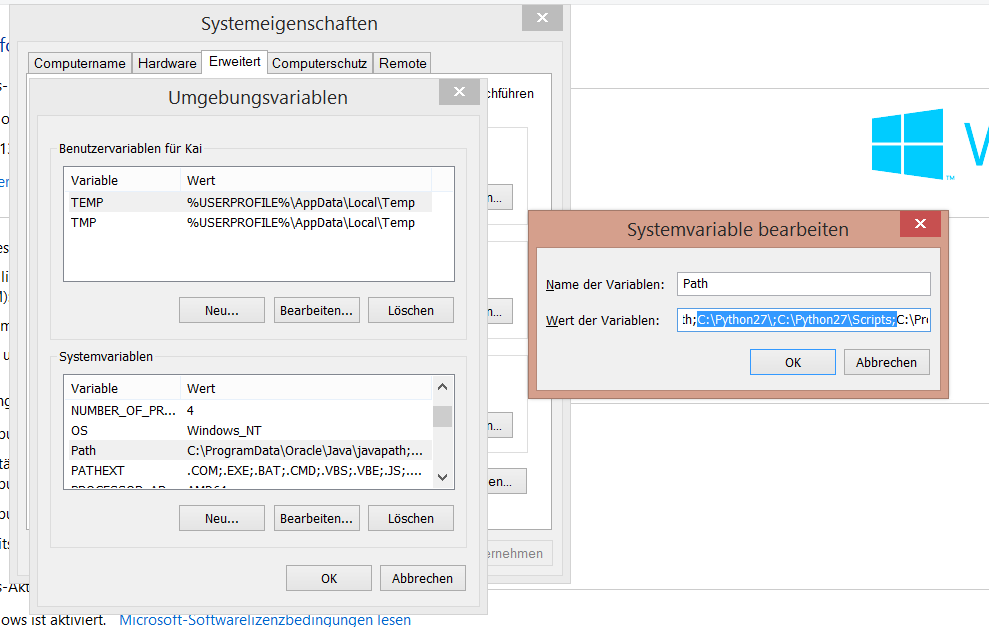 Systemeigenschaften
Computername Hardware Erweitert Computerschutz Remote
Umgebungsvariablen
Benutzervariablen für Kai
Variable Wert
TEMP %USERPROFILE%\AppData\Local\Temp
TMP %USERPROFILE%\AppData\Local\Temp
Neu... Bearbeiten... Löschen
Systemvariablen
Variable Wert
NUMBER_OF_PR... 4
OS Windows_NT
Path C:\ProgramData\Oracle\Java\javapath;...
PATHEXT .COM;.EXE;.BAT;.CMD;.VBS;.VBE;.JS;....
Neu... Bearbeiten... Löschen
OK Abbrechen
Systemvariable bearbeiten
Name der Variablen: Path
Wert der Variablen: th;C:\Python27\;C:\Python27\Scripts;C:\Pro
OK Abbrechen
ows ist aktiviert. Microsoft-Softwarelizenzbedingungen lesen